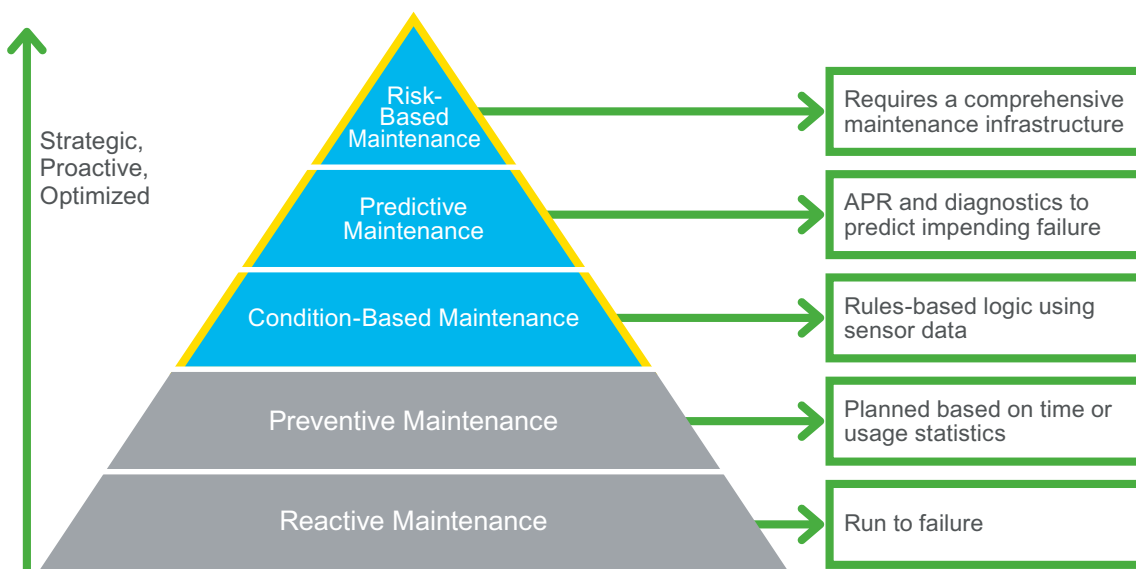 Strategic,
Proactive,
Optimized
Risk-
Based
Maintenance
Requires a comprehensive
maintenance infrastructure
Predictive
Maintenance
APR and diagnostics to
predict impending failure
Condition-Based Maintenance
Rules-based logic using
sensor data
Preventive Maintenance
Planned based on time or
usage statistics
Reactive Maintenance
Run to failure